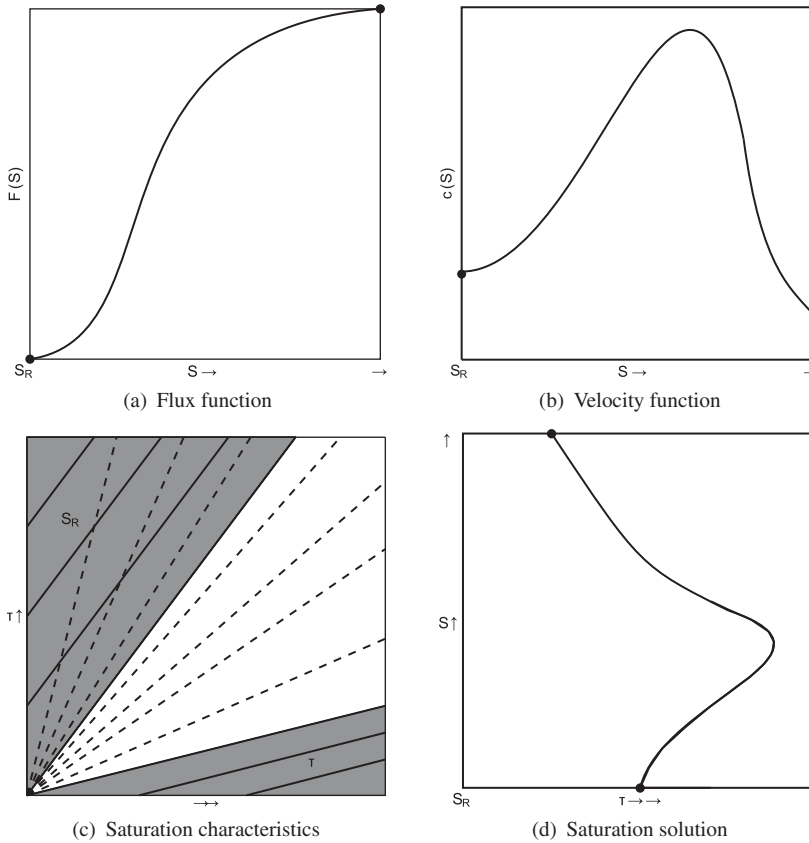 F (S)
S_R
S →
→
(a) Flux function
c (S)
S_R
S →
→
(b) Velocity function
S_R
τ ↑
τ
→→
(c) Saturation characteristics
↑
S ↑
S_R
τ → →
(d) Saturation solution